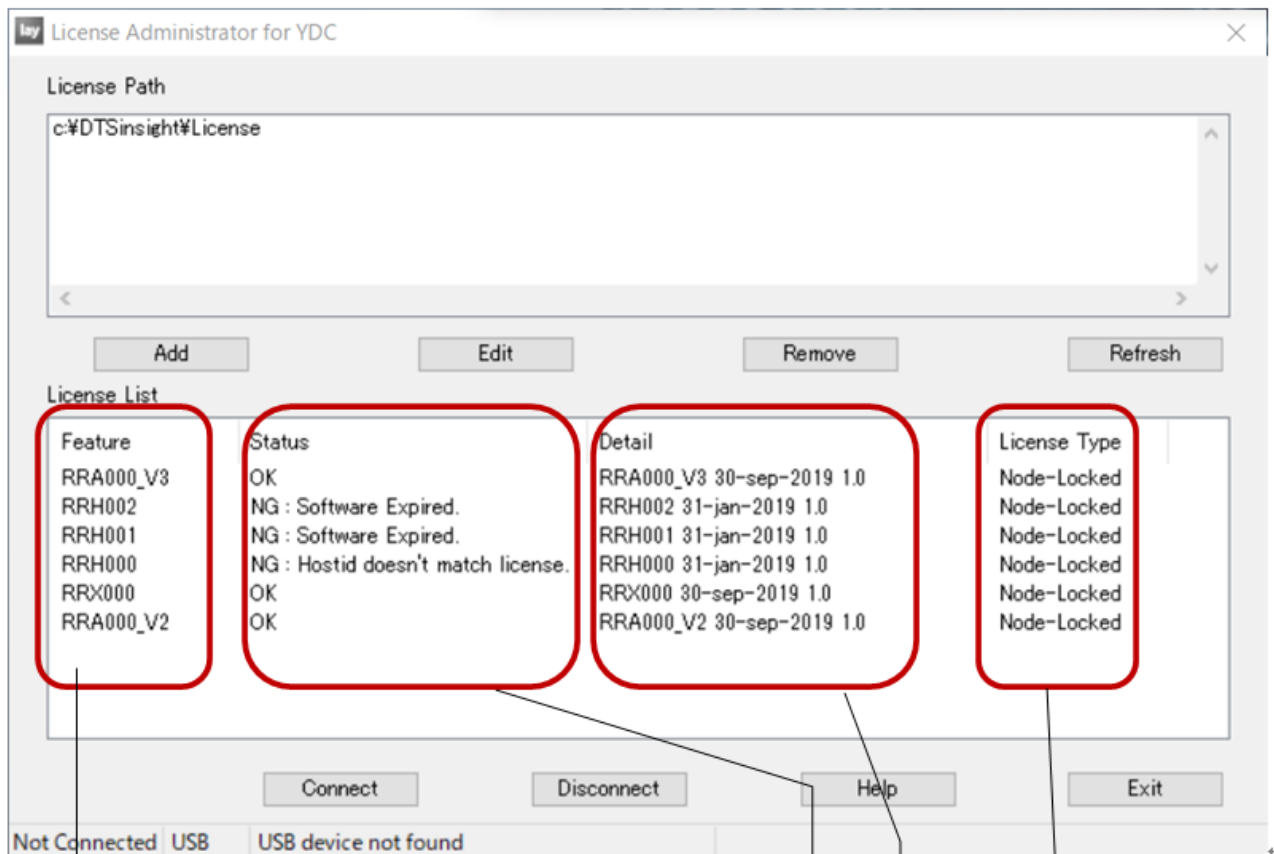 lay License Administrator for YDC
License Path
c:¥DTSinsight¥License
Add Edit Remove Refresh
License List
Feature Status Detail License Type
RRA000_V3 OK RRA000_V3 30-sep-2019 1.0 Node-Locked
RRH002 NG : Software Expired. RRH002 31-jan-2019 1.0 Node-Locked
RRH001 NG : Software Expired. RRH001 31-jan-2019 1.0 Node-Locked
RRH000 NG : Hostid doesn't match license. RRH000 31-jan-2019 1.0 Node-Locked
RRX000 OK RRX000 30-sep-2019 1.0 Node-Locked
RRA000_V2 OK RRA000_V2 30-sep-2019 1.0 Node-Locked
Connect Disconnect Help Exit
Not Connected USB USB device not found